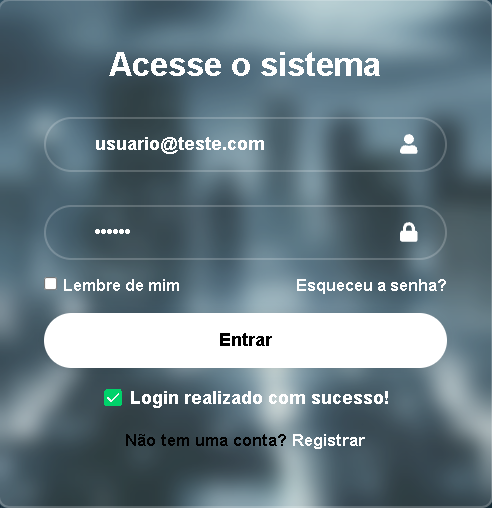 Acesse o sistema
usuario@teste.com
••••••
Lembre de mim Esqueceu a senha?
Entrar
✅ Login realizado com sucesso!
Não tem uma conta? Registrar